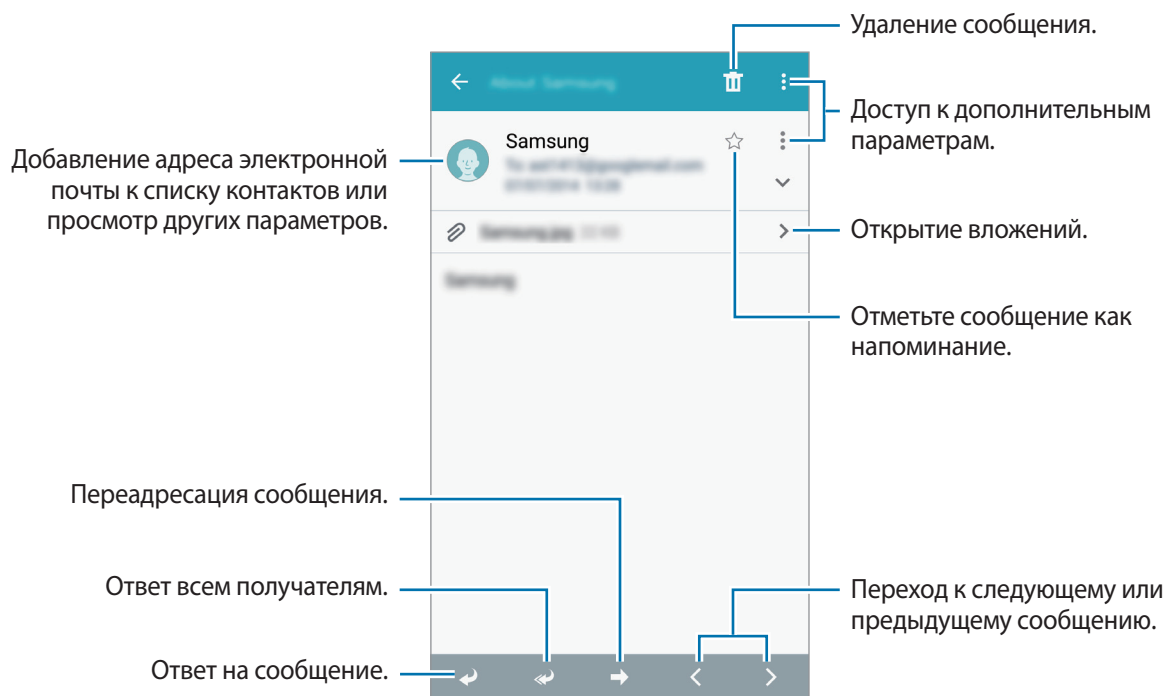 Удаление сообщения.
Доступ к дополнительным
параметрам.
Samsung
Добавление адреса электронной
почты к списку контактов или
просмотр других параметров.
Открытие вложений.
Отметьте сообщение как
напоминание.
Переадресация сообщения.
Ответ всем получателям.
Переход к следующему или
предыдущему сообщению.
Ответ на сообщение.